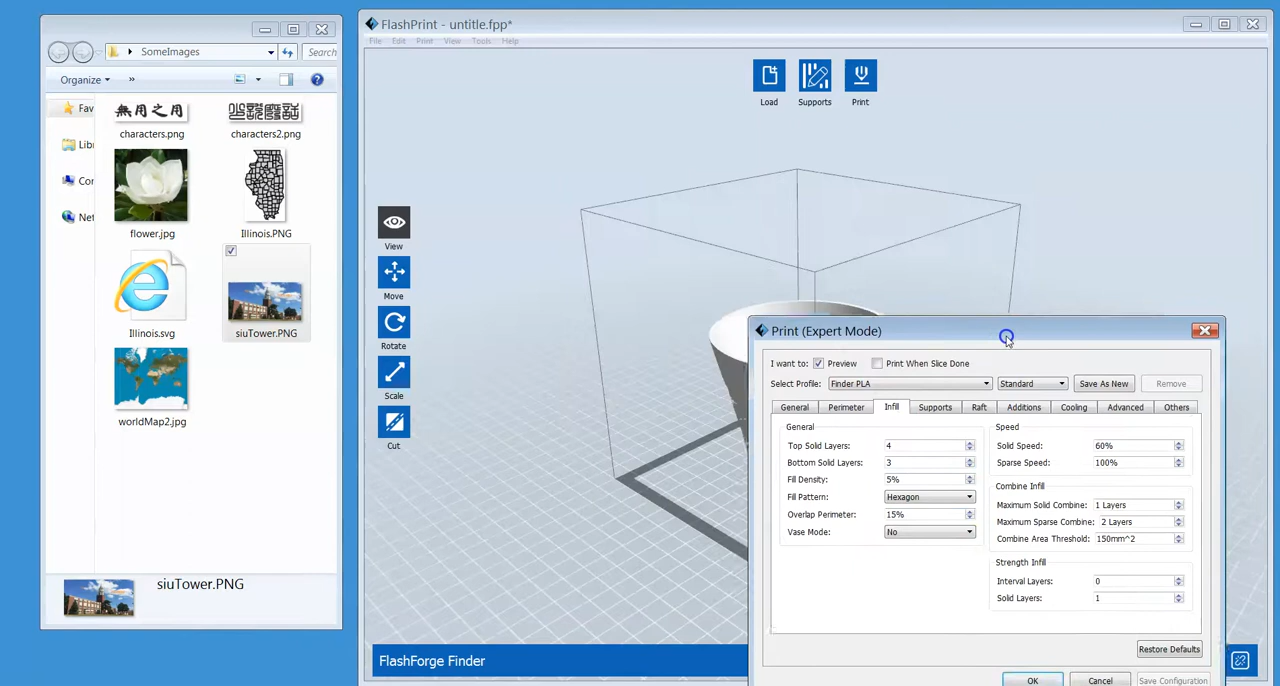 SomeImages
Search
Organize
»
Fav
characters.png
characters2.png
無用之用
Libr
Cor
Net
flower.jpg
Illinois.PNG
Illinois.svg
siuTower.PNG
worldMap2.jpg
siuTower.PNG
FlashPrint - untitle.fpp*
File Edit Print View Tools Help
Load Supports Print
View
Move
Rotate
Scale
Cut
FlashForge Finder
Print (Expert Mode)
I want to: Preview Print When Slice Done
Select Profile: Finder PLA Standard Save As New Remove
General Perimeter Infill Supports Raft Additions Cooling Advanced Others
General
Top Solid Layers: 4
Bottom Solid Layers: 3
Fill Density: 5%
Fill Pattern: Hexagon
Overlap Perimeter: 15%
Vase Mode: No
Speed
Solid Speed: 60%
Sparse Speed: 100%
Combine Infill
Maximum Solid Combine: 1 Layers
Maximum Sparse Combine: 2 Layers
Combine Area Threshold: 150mm^2
Strength Infill
Interval Layers: 0
Solid Layers: 1
Restore Defaults
OK Cancel Save Configuration